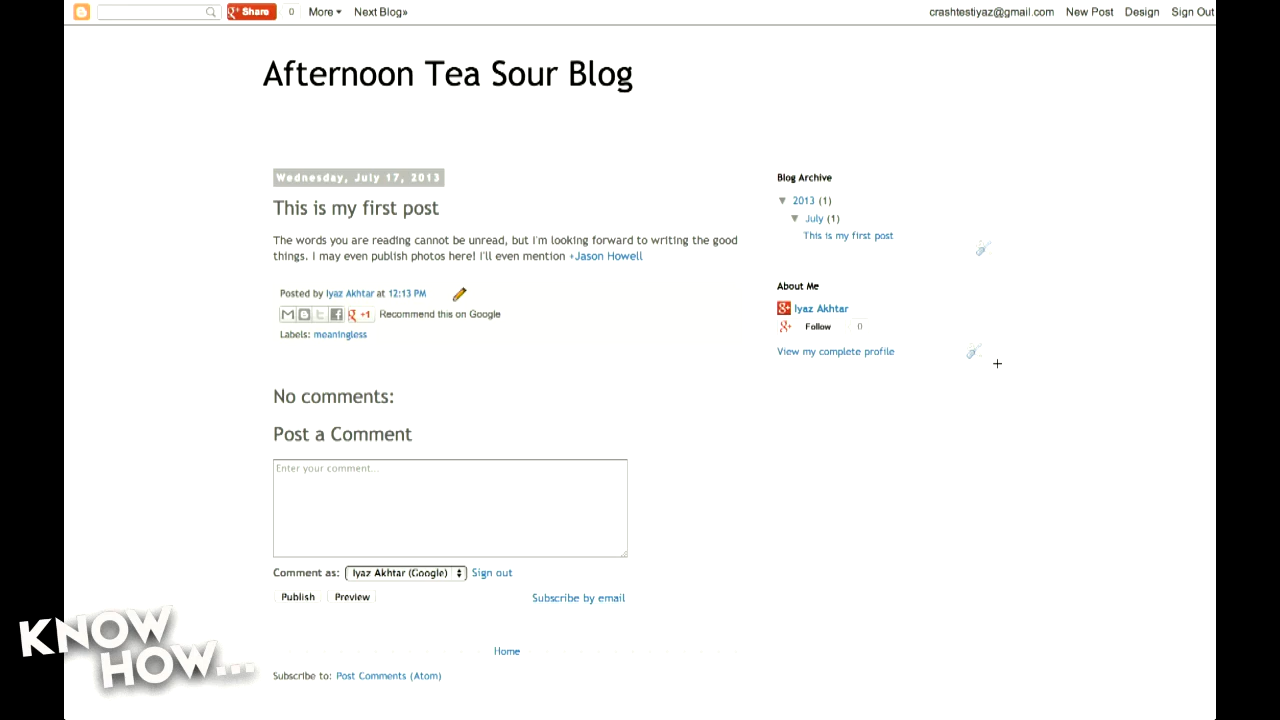 Share 0 More Next Blog» crashtestiyaz@gmail.com New Post Design Sign Out
Afternoon Tea Sour Blog
Wednesday, July 17, 2013
This is my first post
The words you are reading cannot be unread, but I'm looking forward to writing the good
things. I may even publish photos here! I'll even mention +Jason Howell
Posted by Iyaz Akhtar at 12:13 PM
+1 Recommend this on Google
Labels: meaningless
No comments:
Post a Comment
Enter your comment...
Comment as: Iyaz Akhtar (Google) Sign out
Publish Preview Subscribe by email
Home
Subscribe to: Post Comments (Atom)
Blog Archive
▼ 2013 (1)
▼ July (1)
This is my first post
About Me
Iyaz Akhtar
Follow 0
View my complete profile
KNOW
HOW...